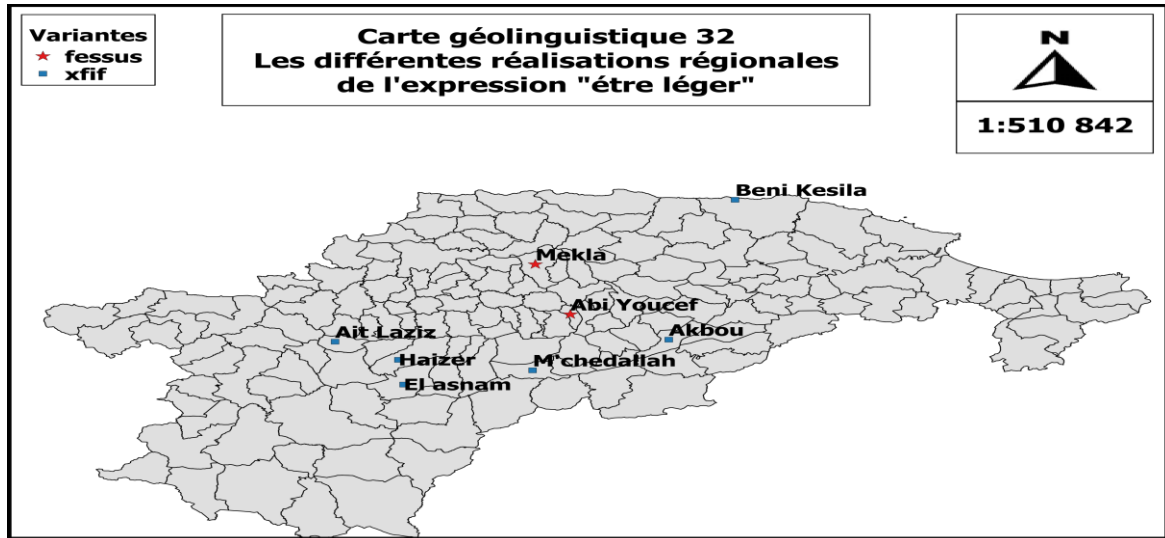 Variantes
fessus
xfif
Carte géolinguistique 32
Les différentes réalisations régionales
de l'expression "étre léger"
N
1:510 842
Beni Kesila
Mekla
Abi Youcef
Ait Laziz
Akbou
Haizer
M'chedallah
El asnam